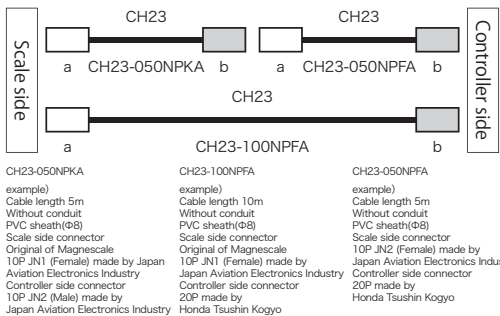 CH23
CH23
Scale side
Controller side
a
CH23-050NPKA
b
a
CH23-050NPFA
b
CH23
a
CH23-100NPFA
b
CH23-050NPKA
example)
Cable length 5m
Without conduit
PVC sheath(Φ8)
Scale side connector
Original of Magnescale
10P JN1 (Female) made by Japan
Aviation Electronics Industry
Controller side connector
10P JN2 (Male) made by
Japan Aviation Electronics Industry
CH23-100NPFA
example)
Cable length 10m
Without conduit
PVC sheath(Φ8)
Scale side connector
Original of Magnescale
10P JN1 (Female) made by
Japan Aviation Electronics Industry
Controller side connector
20P made by
Honda Tsushin Kogyo
CH23-050NPFA
example)
Cable length 5m
Without conduit
PVC sheath(Φ8)
Scale side connector
10P JN2 (Female) made by
Japan Aviation Electronics
Controller side connector
20P made by
Honda Tsushin Kogyo